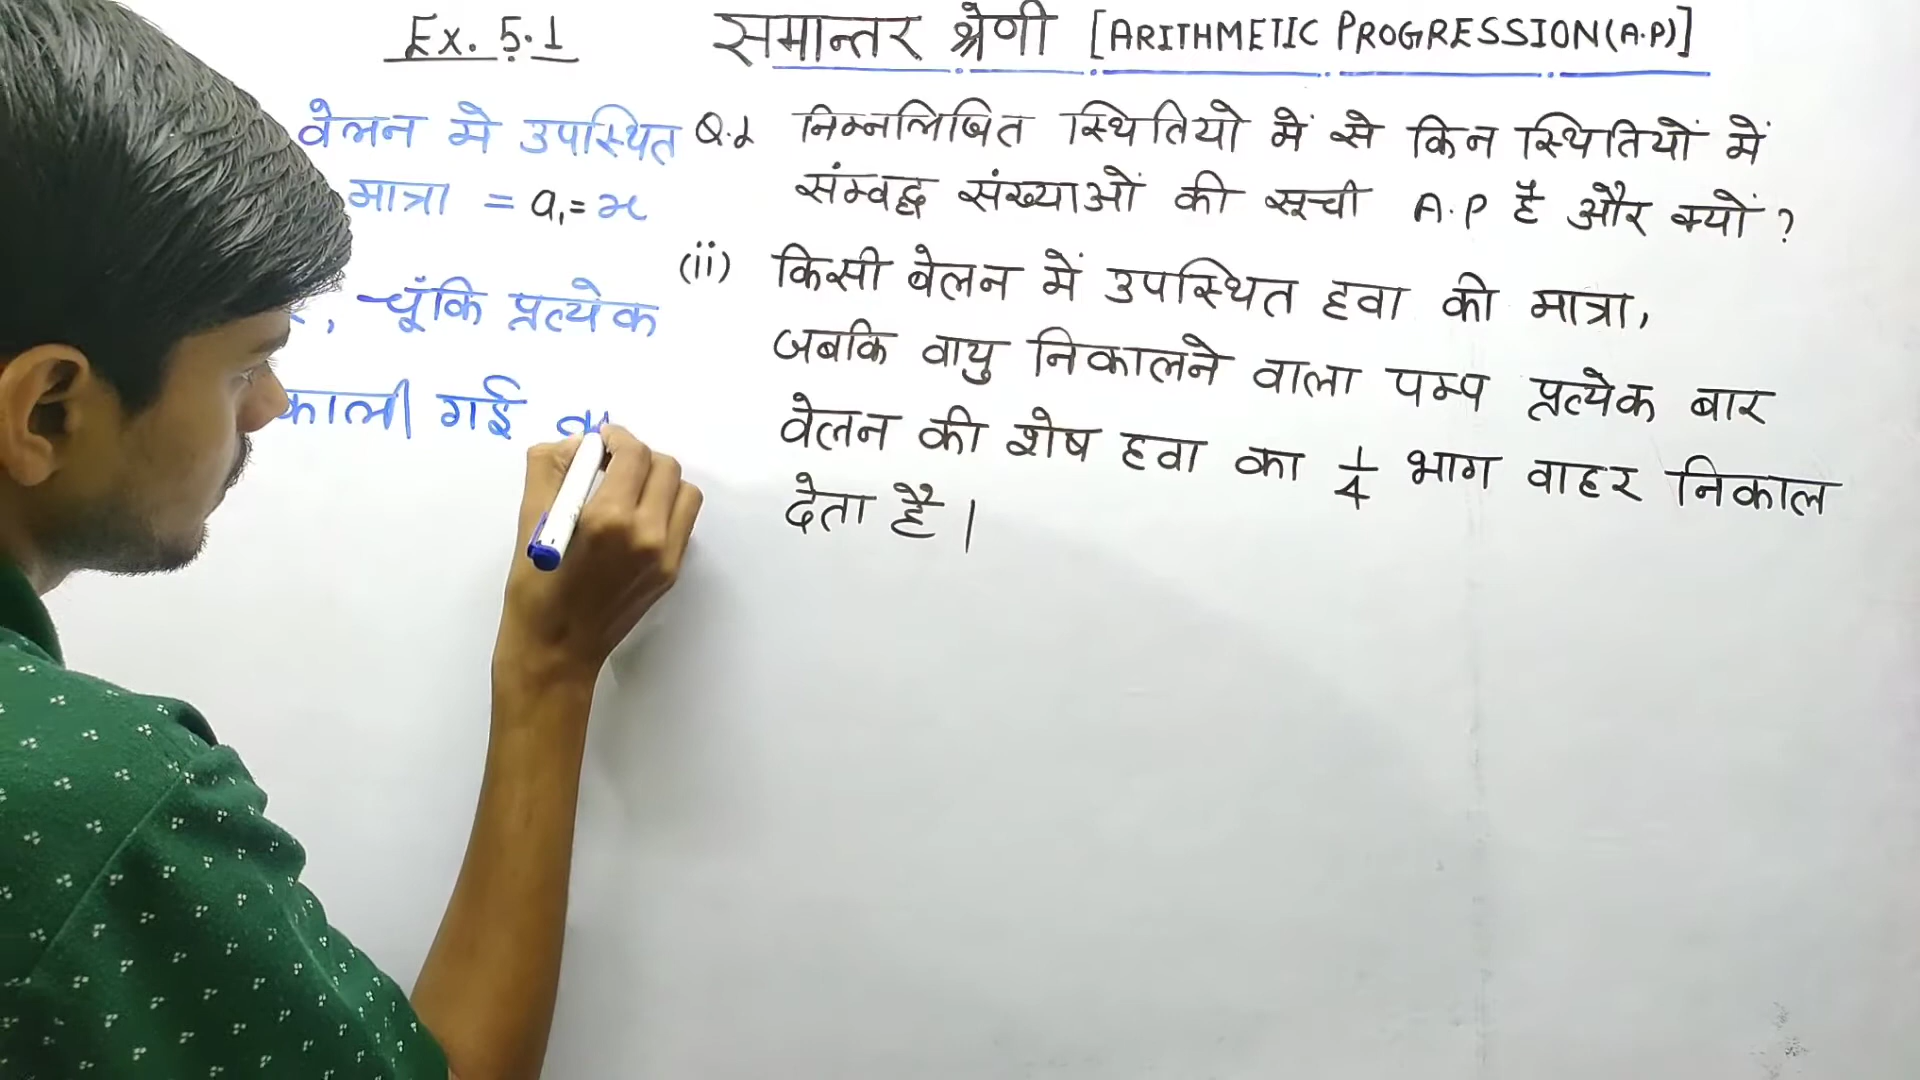 Ex. 5.1
समान्तर श्रेणी [ARITHMETIC PROGRESSION(A.P)]
वेलन मे उपस्थित
मात्रा = a₁= x
, चूँकि प्रत्येक
काली गई
Q.1 निम्नलिखित स्थितियो में से किन स्थितियों में
संम्वद्ध संख्याओं की सूची A.P है और क्यों ?
(ii) किसी बेलन में उपस्थित हवा की मात्रा,
जबकि वायु निकालने वाला पम्प प्रत्येक बार
वेलन की शेष हवा का 1/4 भाग वाहर निकाल
देता है |